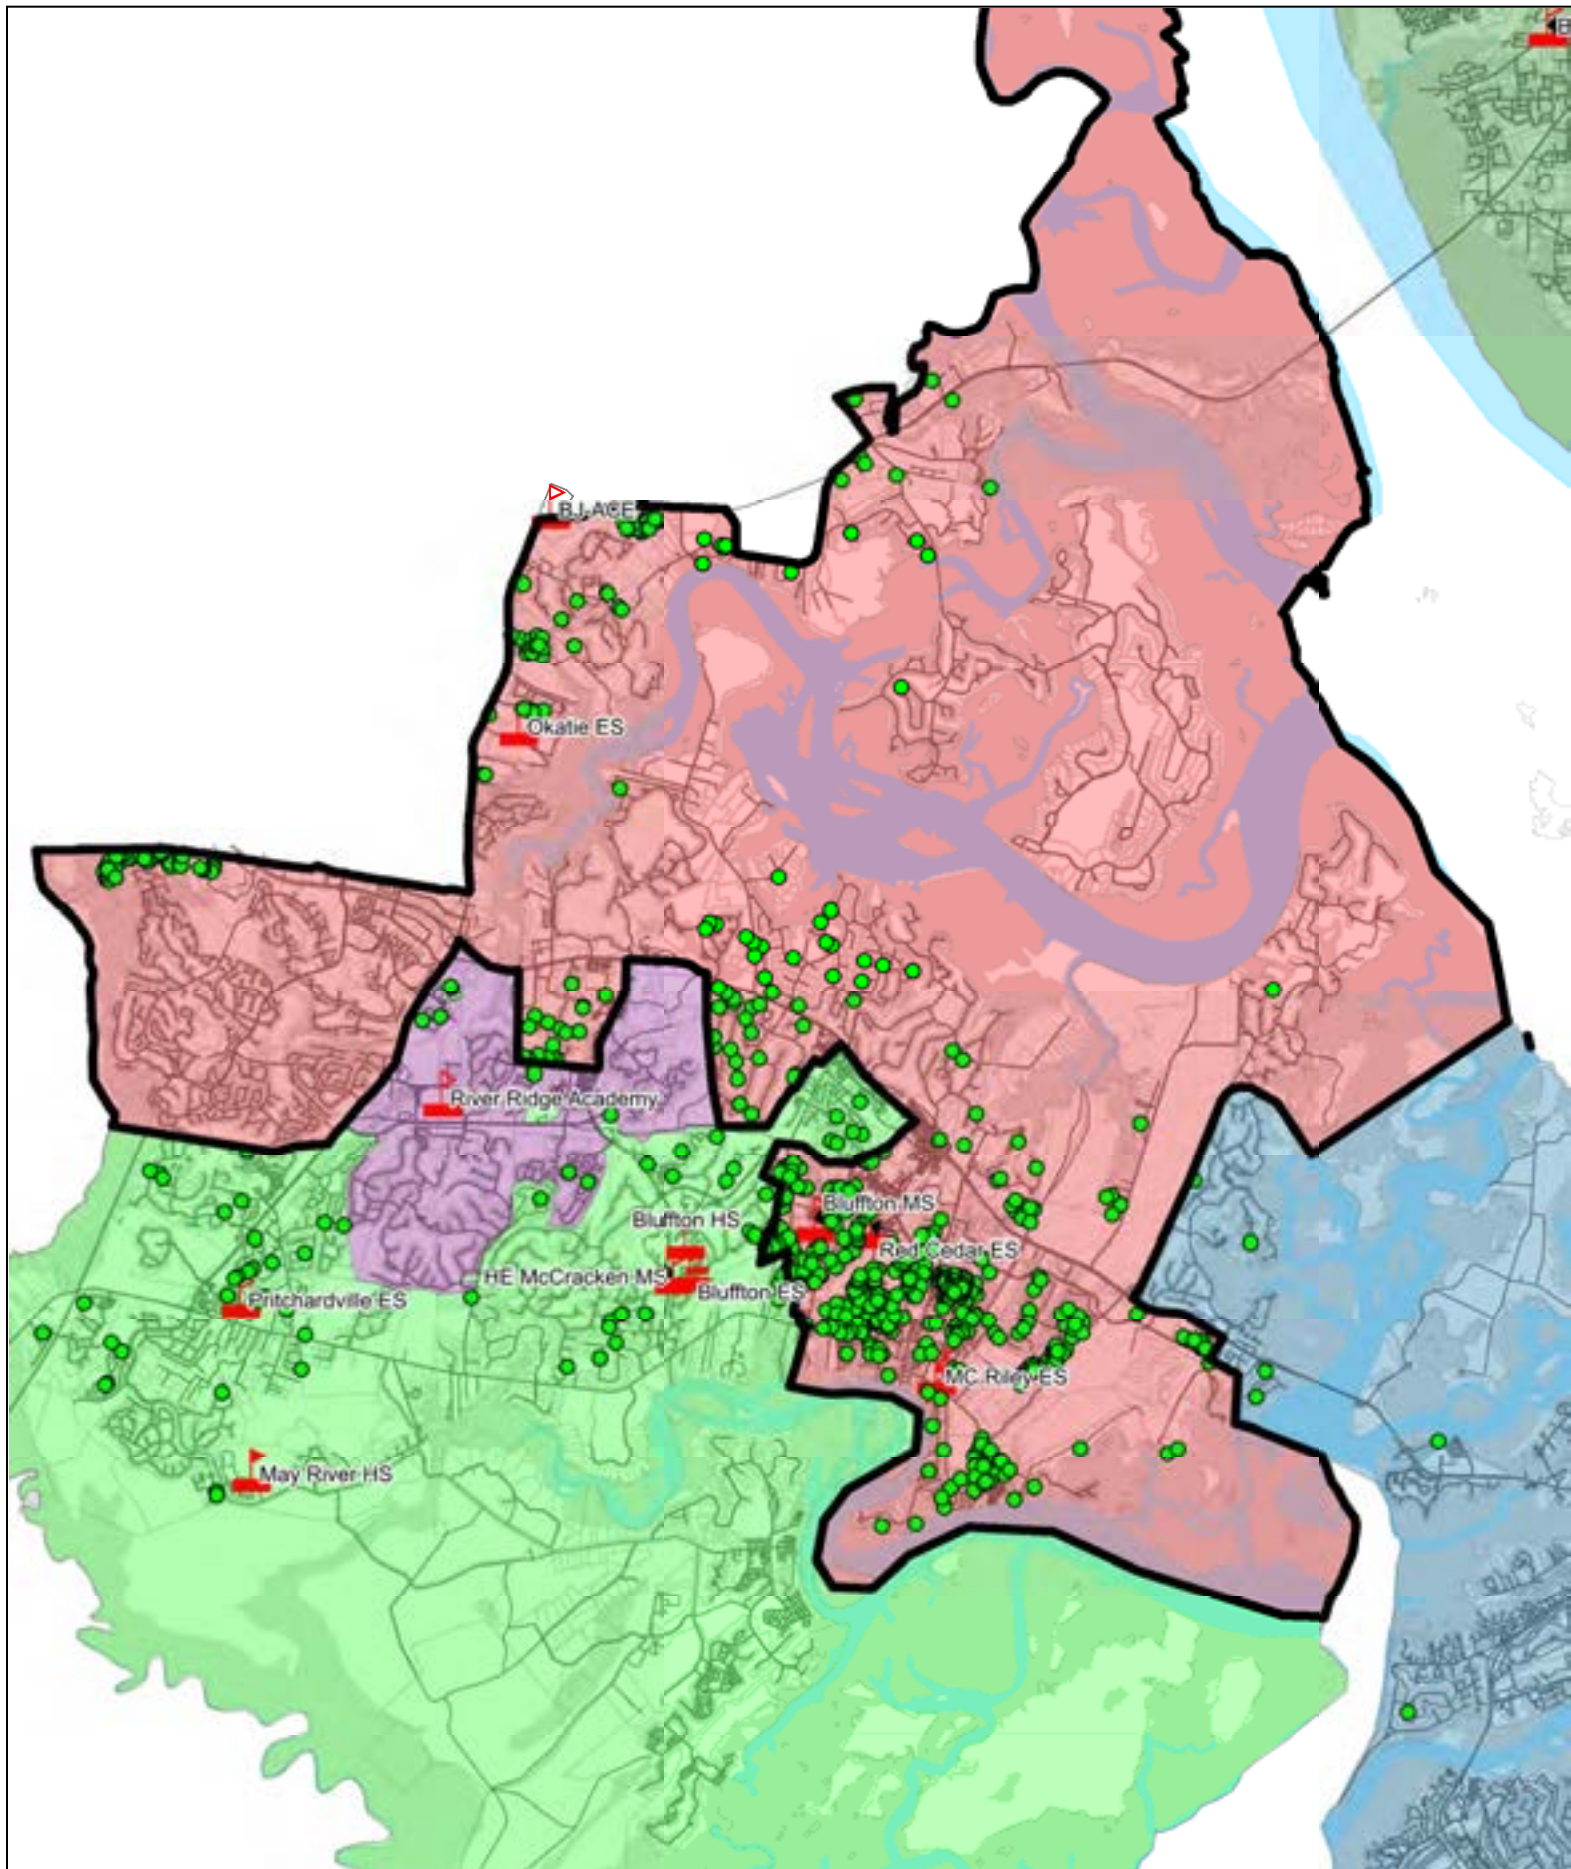 B
BJ ACE
Okatie ES
River Ridge Academy
Bluffton MS
Bluffton HS
Red Cedar ES
HE McCracken MS
Bluffton ES
Pritchardville ES
MC Riley ES
May River HS